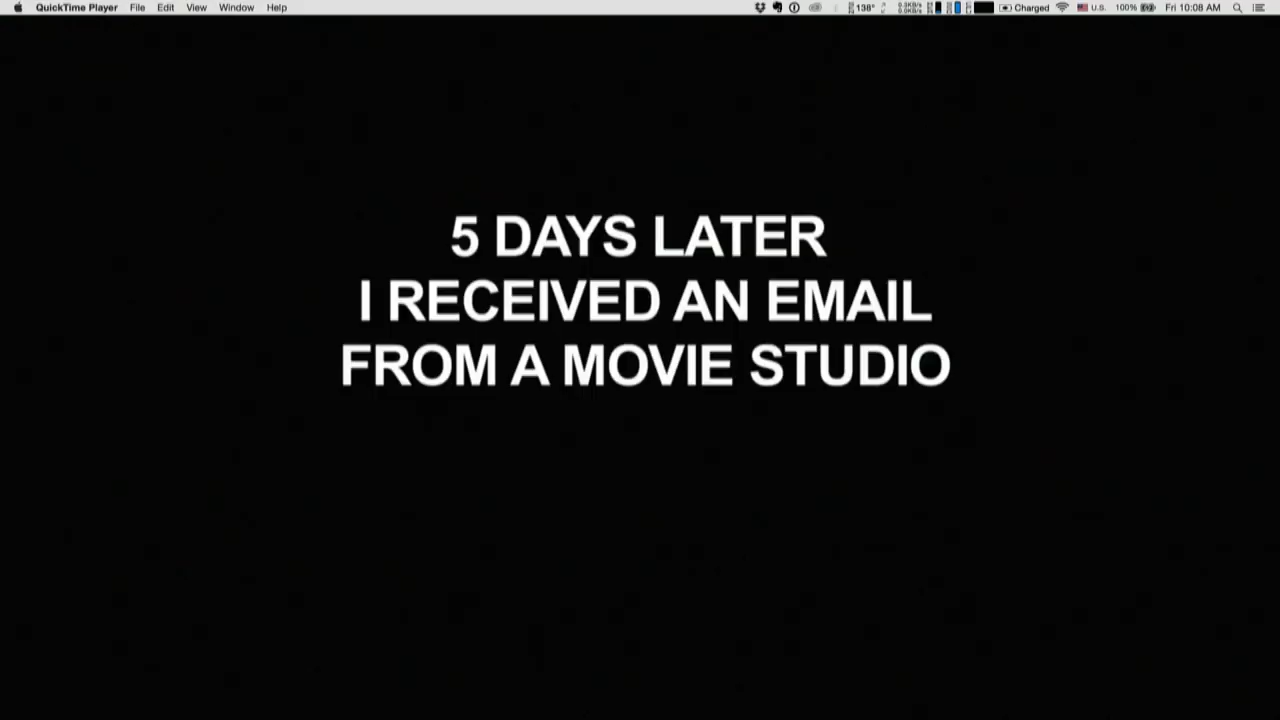 QuickTime Player File Edit View Window Help 138° Charged U.S. 100% Fri 10:08 AM
5 DAYS LATER
I RECEIVED AN EMAIL
FROM A MOVIE STUDIO